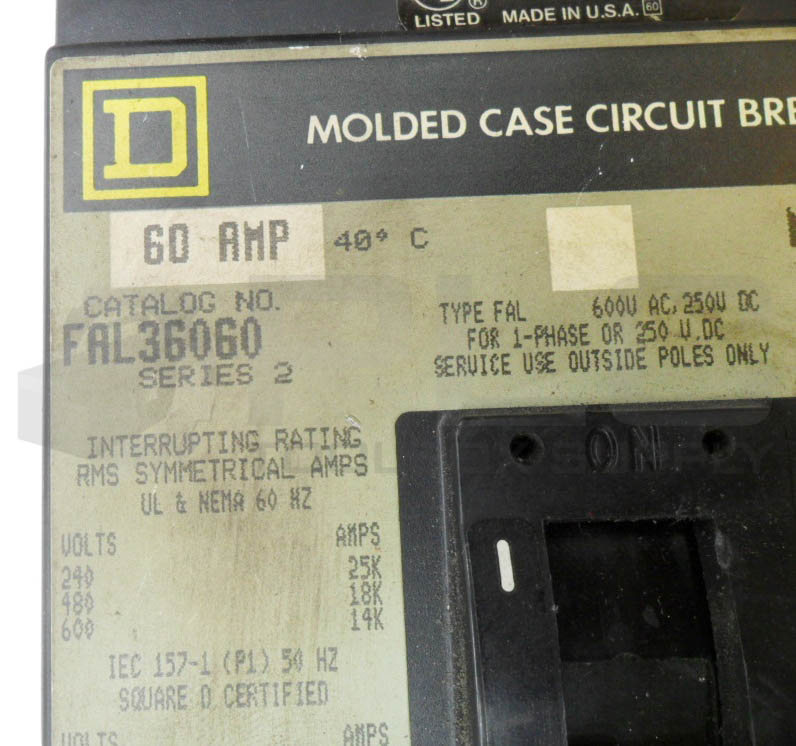 LISTED MADE IN U.S.A. 60
D
MOLDED CASE CIRCUIT BRE
60 AMP 40° C
CATALOG NO.
FAL36060
SERIES 2
TYPE FAL 600V AC, 250V DC
FOR 1-PHASE OR 250 V.DC
SERVICE USE OUTSIDE POLES ONLY
INTERRUPTING RATING
RMS SYMMETRICAL AMPS
UL & NEMA 60 HZ
VOLTS AMPS
240 25K
480 18K
600 14K
IEC 157-1 (P1) 50 HZ
SQUARE D CERTIFIED
VOLTS AMPS
ON